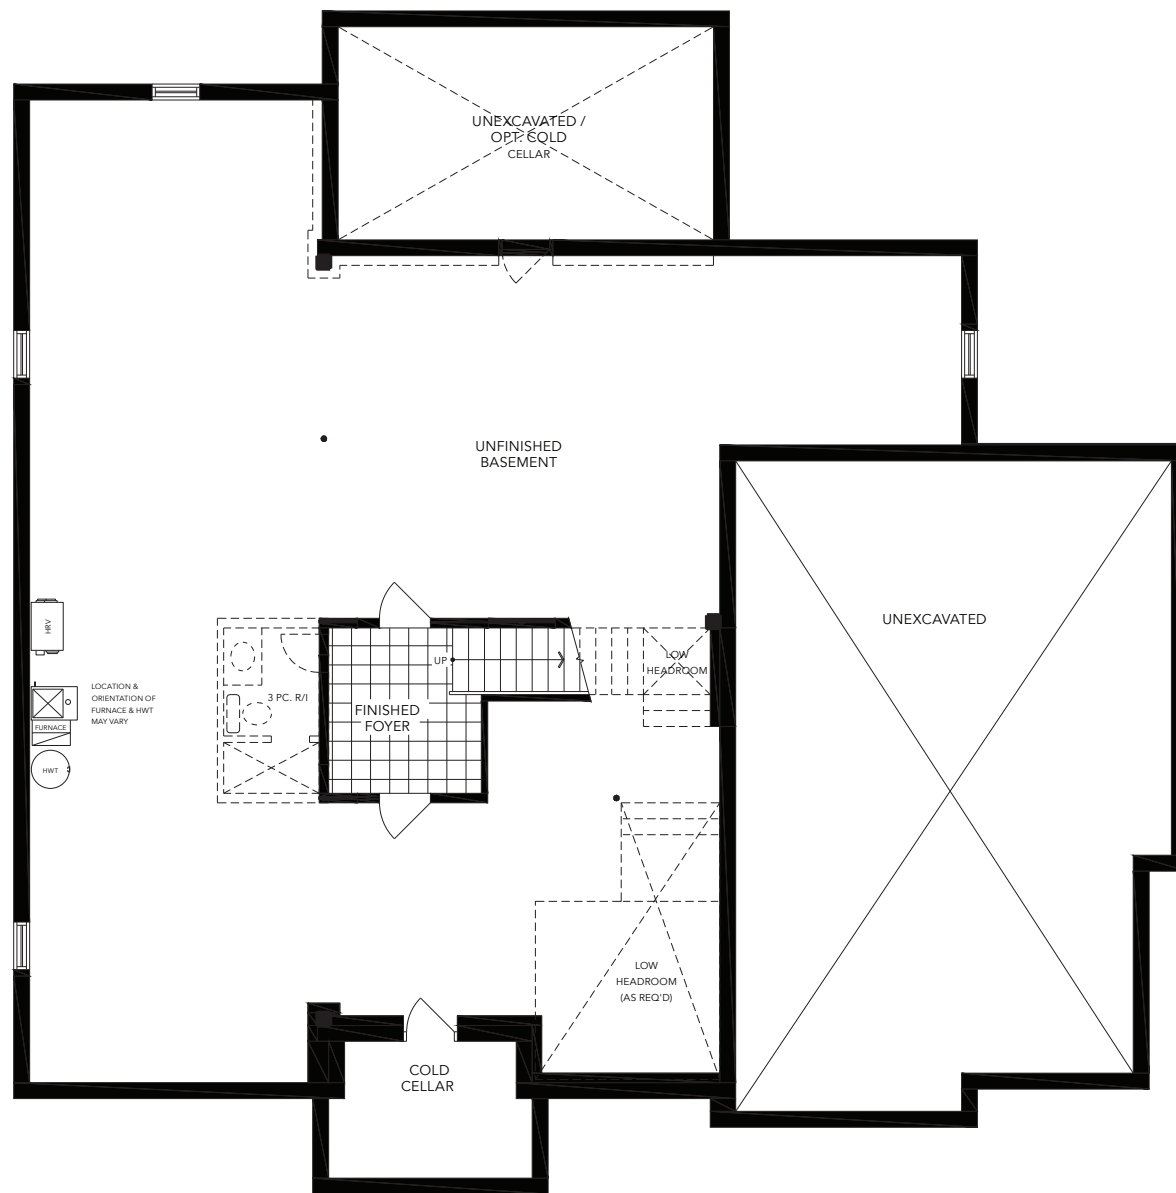 UNEXCAVATED /
OPT. COLD
CELLAR
UNFINISHED
BASEMENT
UNEXCAVATED
HRV
UP
LOW
HEADROOM
LOCATION &
ORIENTATION OF
FURNACE & HWT
MAY VARY
3 PC. R/I
FINISHED
FOYER
FURNACE
HWT
LOW
HEADROOM
(AS REQ'D)
COLD
CELLAR